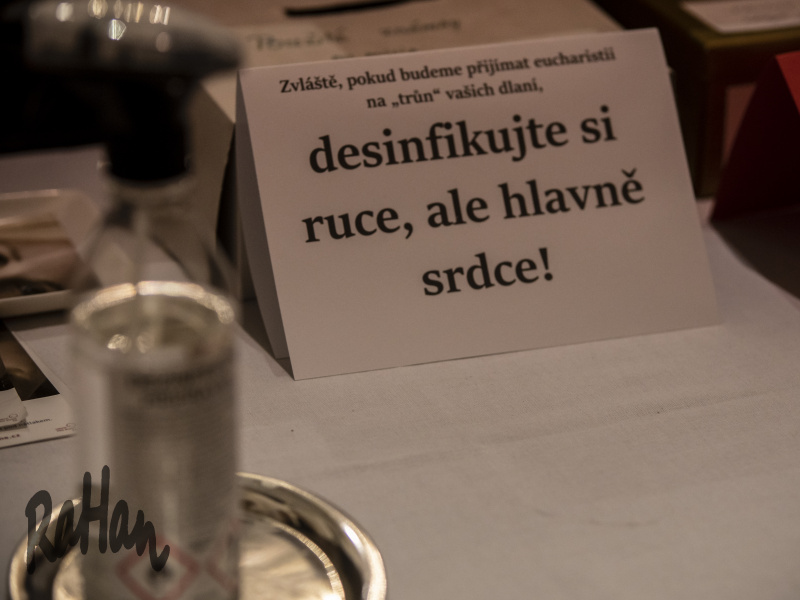 Zvláště, pokud budeme přijímat eucharistii
na „trůn“ vašich dlaní,
desinfikujte si
ruce, ale hlavně
srdce!
RaHan